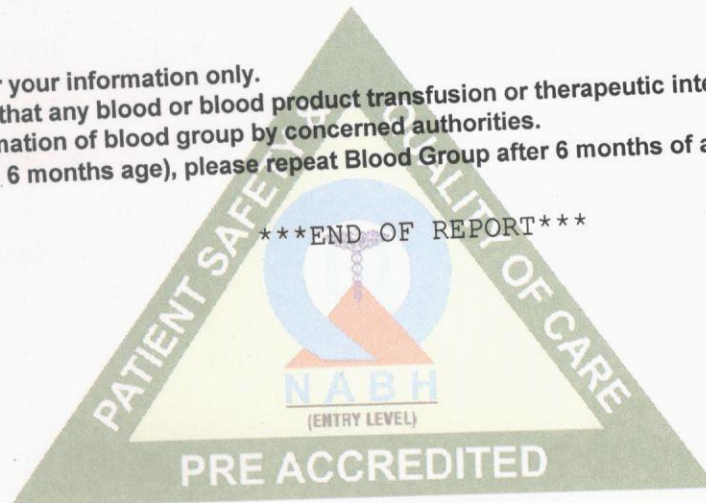 r your information only.
that any blood or blood product transfusion or therapeutic inte
mation of blood group by concerned authorities.
6 months age), please repeat Blood Group after 6 months of a
***END OF REPORT***
PATIENT SAFETY & QUALITY OF CARE
NABH
(ENTRY LEVEL)
PRE ACCREDITED